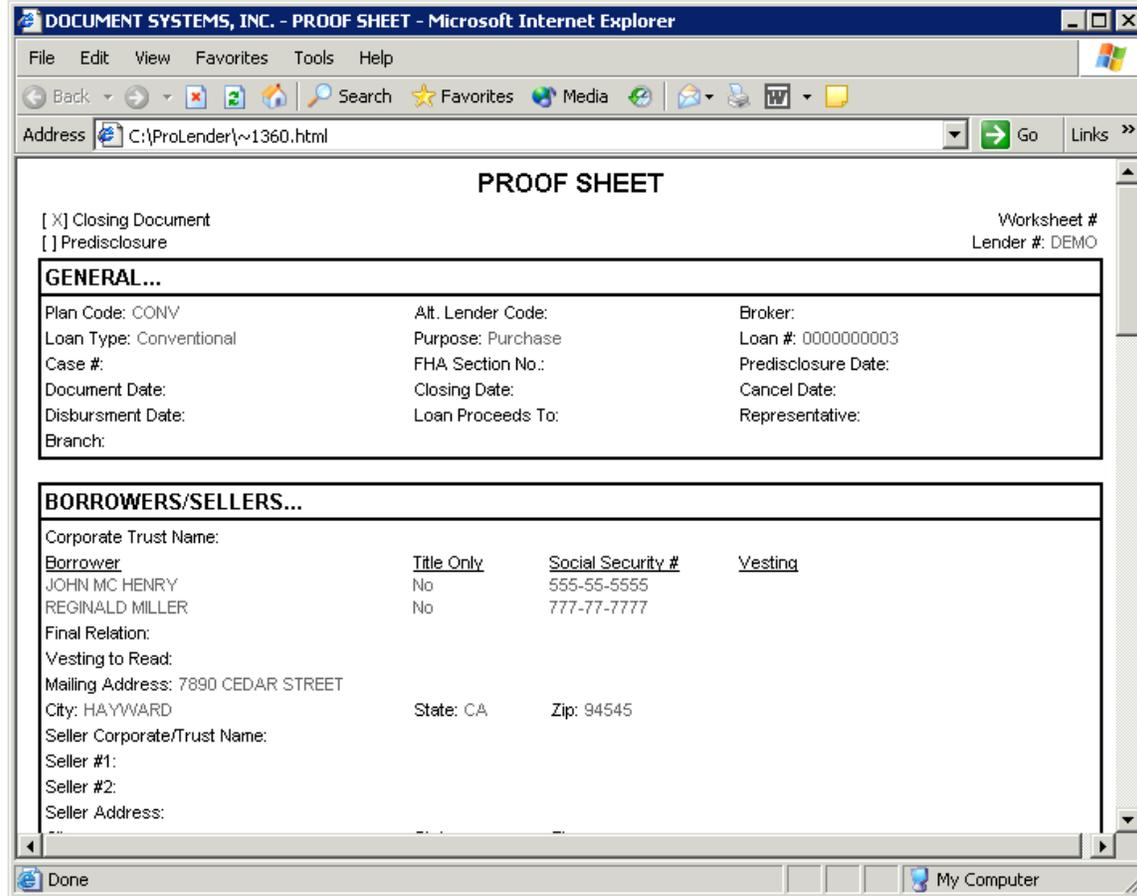 DOCUMENT SYSTEMS, INC. - PROOF SHEET - Microsoft Internet Explorer
File Edit View Favorites Tools Help
Back Search Favorites Media
Address C:\ProLender\~1360.html Go Links »
PROOF SHEET
[ X] Closing Document Worksheet #
[ ] Predisclosure Lender #: DEMO
GENERAL...
Plan Code: CONV Alt. Lender Code: Broker:
Loan Type: Conventional Purpose: Purchase Loan #: 0000000003
Case #: FHA Section No.: Predisclosure Date:
Document Date: Closing Date: Cancel Date:
Disbursment Date: Loan Proceeds To: Representative:
Branch:
BORROWERS/SELLERS...
Corporate Trust Name:
Borrower Title Only Social Security # Vesting
JOHN MC HENRY No 555-55-5555
REGINALD MILLER No 777-77-7777
Final Relation:
Vesting to Read:
Mailing Address: 7890 CEDAR STREET
City: HAYWARD State: CA Zip: 94545
Seller Corporate/Trust Name:
Seller #1:
Seller #2:
Seller Address:
Done My Computer